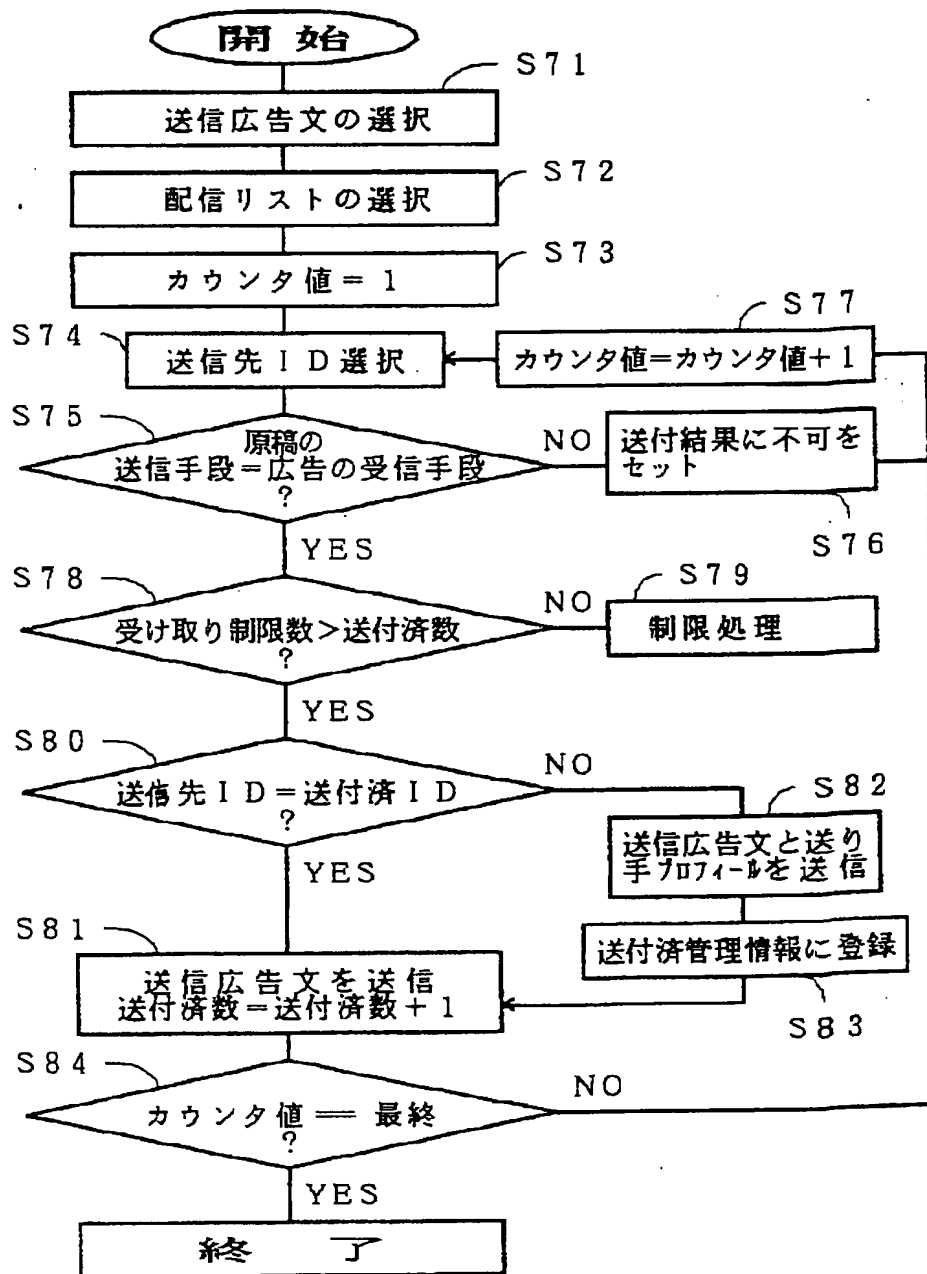 開 始
S71
送信広告文の選択
S72
配信リストの選択
S73
カウンタ値=1
S74
送信先ID選択
S77
カウンタ値=カウンタ値+1
S75
原稿の
送信手段=広告の受信手段
?
NO
送付結果に不可を
セット
S76
YES
S78
受け取り制限数>送付済数
?
NO
S79
制限処理
YES
S80
送信先ID=送付済ID
?
NO
S82
送信広告文と送り
手プロフィールを送信
YES
送付済管理情報に登録
S83
S81
送信広告文を送信
送付済数=送付済数+1
S84
カウンタ値==最終
?
NO
YES
終 了